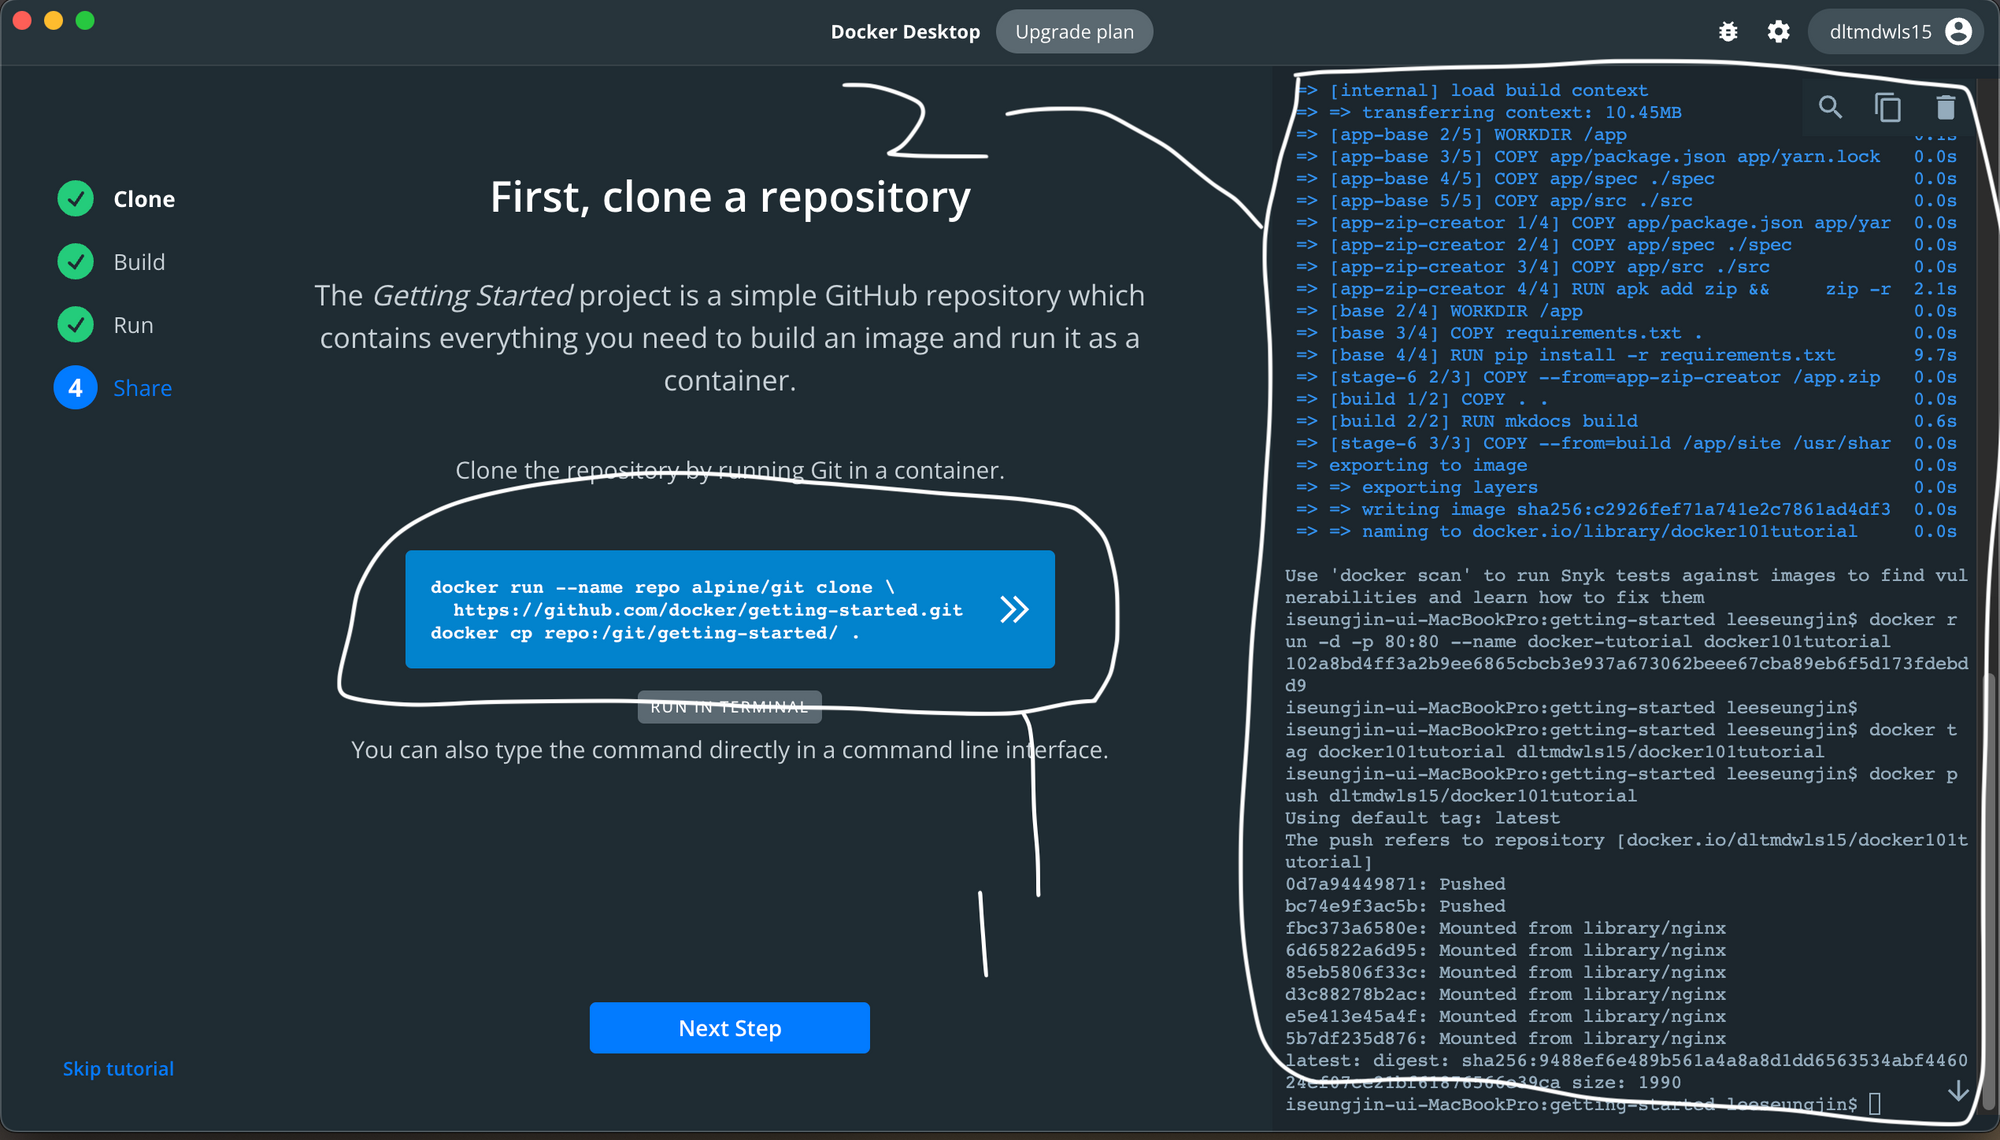 Docker Desktop
Upgrade plan
dltmdwls15
2
Clone
Build
Run
4 Share
First, clone a repository
The Getting Started project is a simple GitHub repository which
contains everything you need to build an image and run it as a
container.
Clone the repository by running Git in a container.
docker run --name repo alpine/git clone \
https://github.com/docker/getting-started.git
docker cp repo:/git/getting-started/ .
RUN IN TERMINAL
You can also type the command directly in a command line interface.
1
Next Step
Skip tutorial
=> [internal] load build context
=> => transferring context: 10.45MB
=> [app-base 2/5] WORKDIR /app 0.1s
=> [app-base 3/5] COPY app/package.json app/yarn.lock 0.0s
=> [app-base 4/5] COPY app/spec ./spec 0.0s
=> [app-base 5/5] COPY app/src ./src 0.0s
=> [app-zip-creator 1/4] COPY app/package.json app/yar 0.0s
=> [app-zip-creator 2/4] COPY app/spec ./spec 0.0s
=> [app-zip-creator 3/4] COPY app/src ./src 0.0s
=> [app-zip-creator 4/4] RUN apk add zip && zip -r 2.1s
=> [base 2/4] WORKDIR /app 0.0s
=> [base 3/4] COPY requirements.txt . 0.0s
=> [base 4/4] RUN pip install -r requirements.txt 9.7s
=> [stage-6 2/3] COPY --from=app-zip-creator /app.zip 0.0s
=> [build 1/2] COPY . . 0.0s
=> [build 2/2] RUN mkdocs build 0.6s
=> [stage-6 3/3] COPY --from=build /app/site /usr/shar 0.0s
=> exporting to image 0.0s
=> => exporting layers 0.0s
=> => writing image sha256:c2926fef71a741e2c7861ad4df3 0.0s
=> => naming to docker.io/library/docker101tutorial 0.0s
Use 'docker scan' to run Snyk tests against images to find vul
nerabilities and learn how to fix them
iseungjin-ui-MacBookPro:getting-started leeseungjin$ docker r
un -d -p 80:80 --name docker-tutorial docker101tutorial
102a8bd4ff3a2b9ee6865cbcb3e937a673062beee67cba89eb6f5d173fdebd
d9
iseungjin-ui-MacBookPro:getting-started leeseungjin$
iseungjin-ui-MacBookPro:getting-started leeseungjin$ docker t
ag docker101tutorial dltmdwls15/docker101tutorial
iseungjin-ui-MacBookPro:getting-started leeseungjin$ docker p
ush dltmdwls15/docker101tutorial
Using default tag: latest
The push refers to repository [docker.io/dltmdwls15/docker101t
utorial]
0d7a94449871: Pushed
bc74e9f3ac5b: Pushed
fbc373a6580e: Mounted from library/nginx
6d65822a6d95: Mounted from library/nginx
85eb5806f33c: Mounted from library/nginx
d3c88278b2ac: Mounted from library/nginx
e5e413e45a4f: Mounted from library/nginx
5b7df235d876: Mounted from library/nginx
latest: digest: sha256:9488ef6e489b561a4a8a8d1dd6563534abf4460
size: 1990
iseungjin-ui-MacBookPro:getting-started leeseungjin$